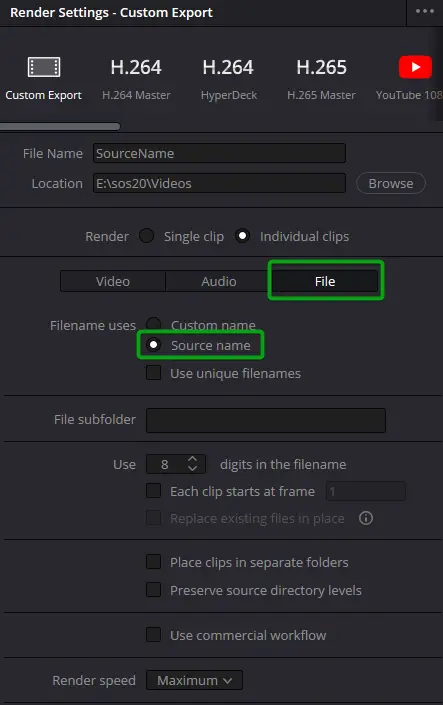 Render Settings - Custom Export
H.264 H.264 H.265
Custom Export H.264 Master HyperDeck H.265 Master YouTube 108
File Name SourceName
Location E:\sos20\Videos Browse
Render Single clip Individual clips
Video Audio File
Filename uses Custom name
Source name
Use unique filenames
File subfolder
Use 8 digits in the filename
Each clip starts at frame 1
Replace existing files in place
Place clips in separate folders
Preserve source directory levels
Use commercial workflow
Render speed Maximum